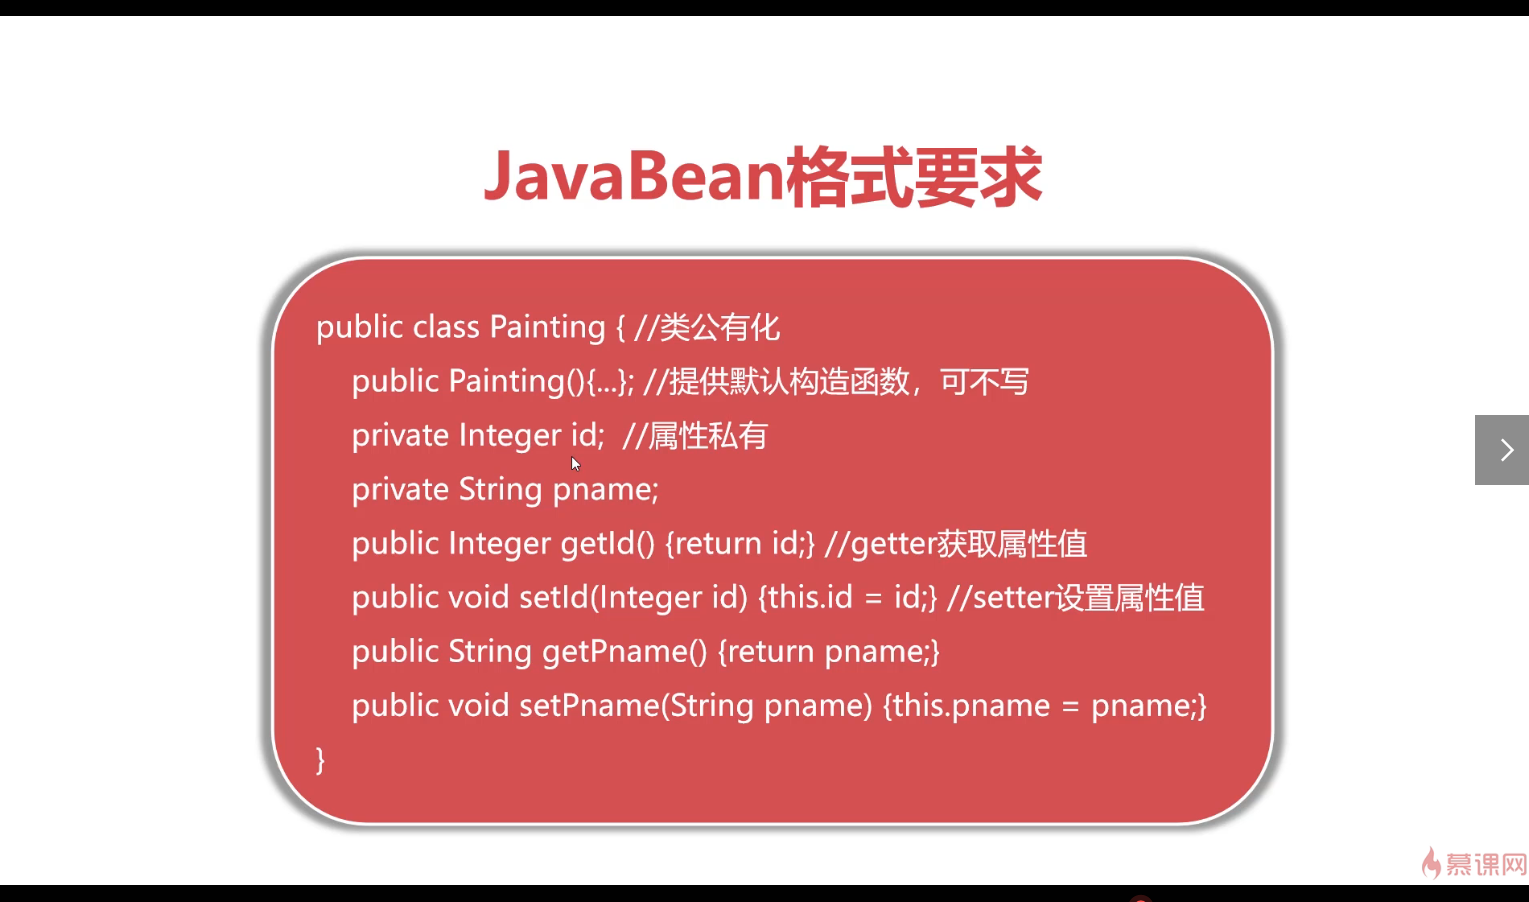 JavaBean格式要求
public class Painting { //类公有化
public Painting(){...}; //提供默认构造函数，可不写
private Integer id; //属性私有
private String pname;
public Integer getId() {return id;} //getter获取属性值
public void setId(Integer id) {this.id = id;} //setter设置属性值
public String getPname() {return pname;}
public void setPname(String pname) {this.pname = pname;}
}
慕课网